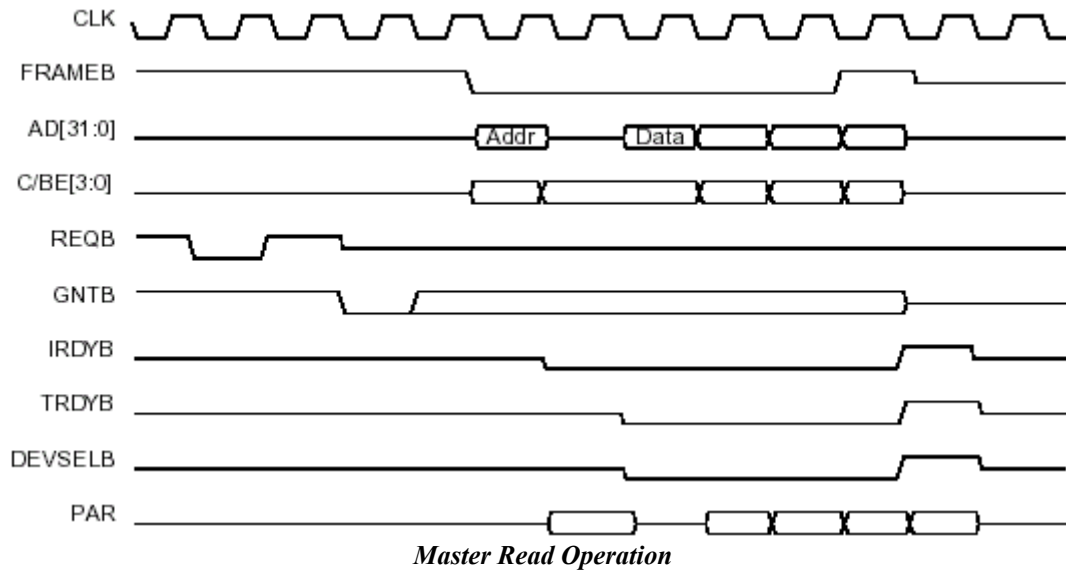 CLK
FRAMEB
AD[31:0] Addr Data
C/BE[3:0]
REQB
GNTB
IRDYB
TRDYB
DEVSELB
PAR
Master Read Operation